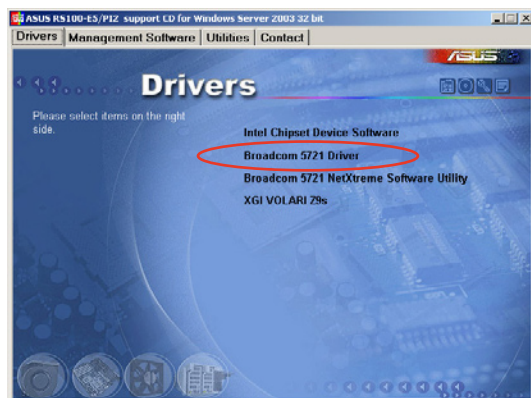 ASUS RS100-E5/PI2 support CD for Windows Server 2003 32 bit
Drivers Management Software Utilities Contact
ASUS
Drivers
Please select items on the right
side.
Intel Chipset Device Software
Broadcom 5721 Driver
Broadcom 5721 NetXtreme Software Utility
XGI VOLARI Z9s